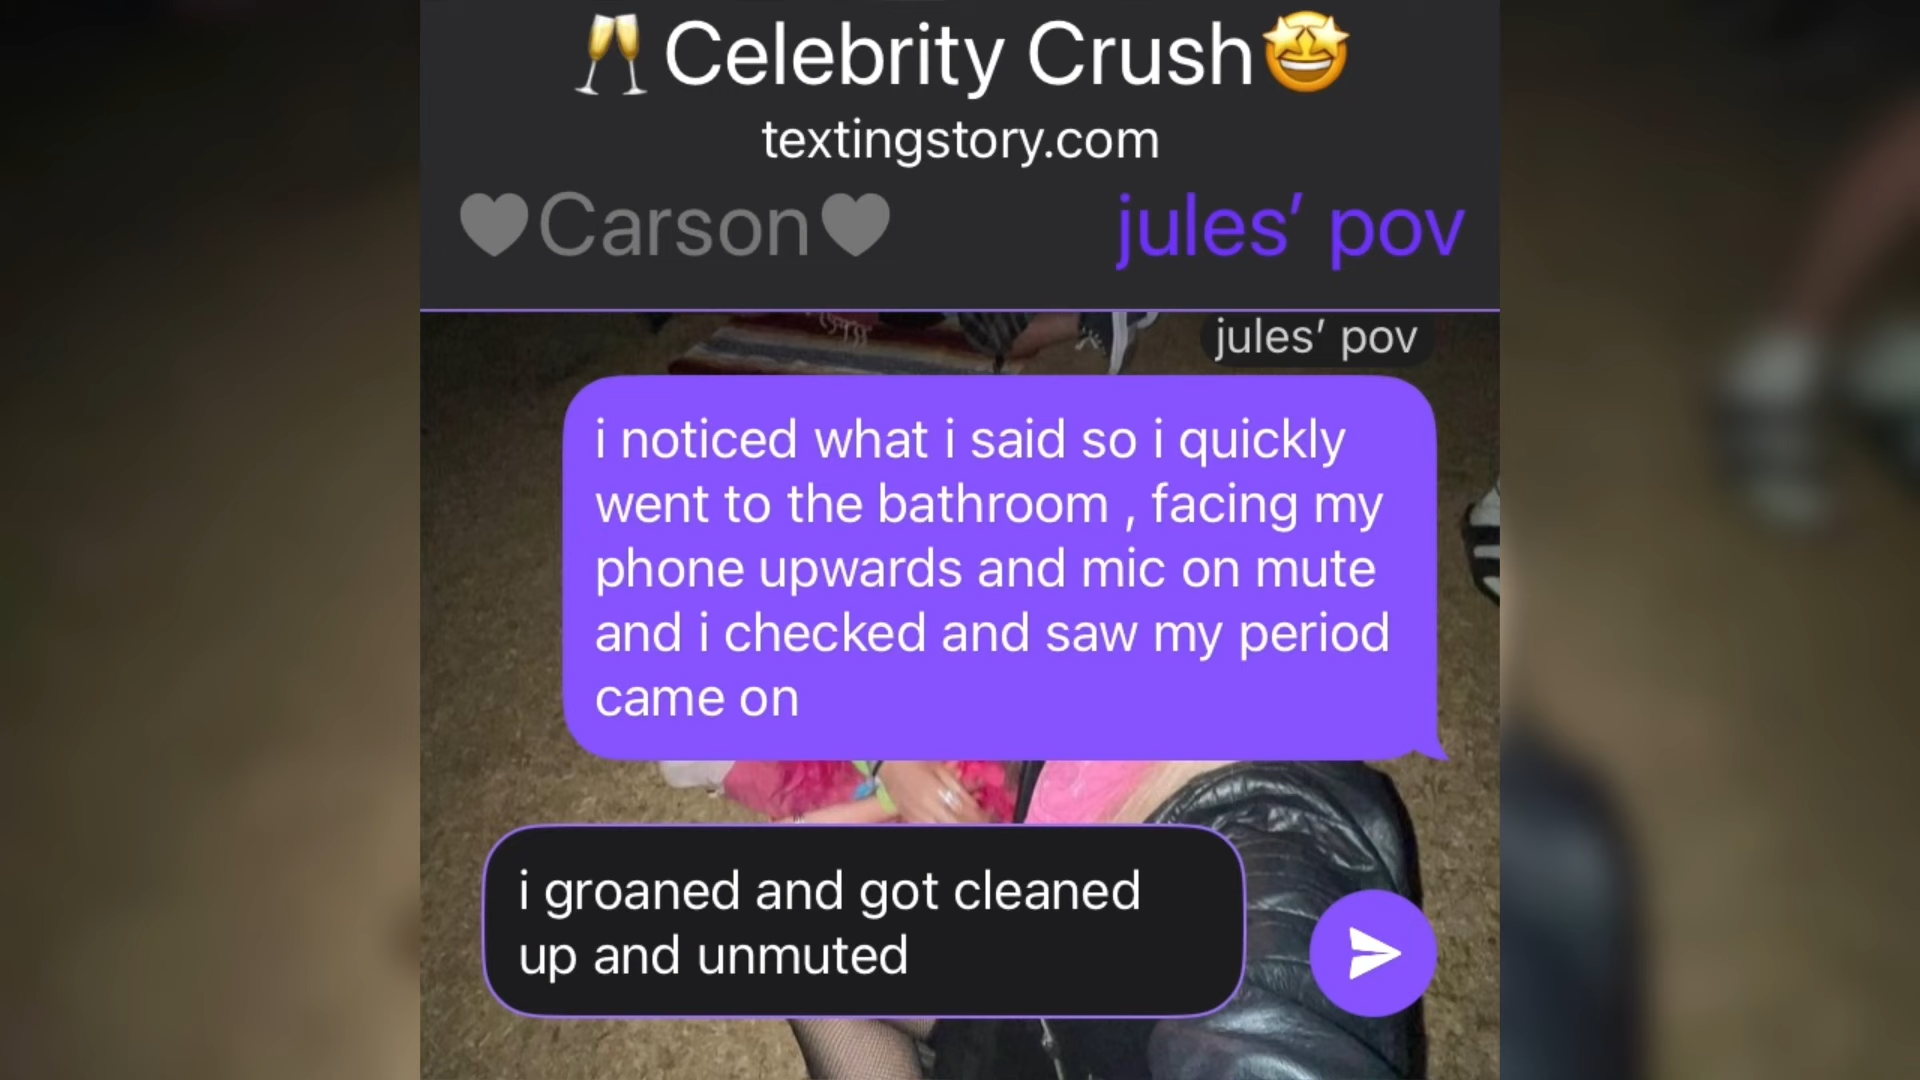 🥂Celebrity Crush🤩
textingstory.com
🖤Carson🖤 jules’ pov
jules’ pov
i noticed what i said so i quickly
went to the bathroom , facing my
phone upwards and mic on mute
and i checked and saw my period
came on
i groaned and got cleaned
up and unmuted